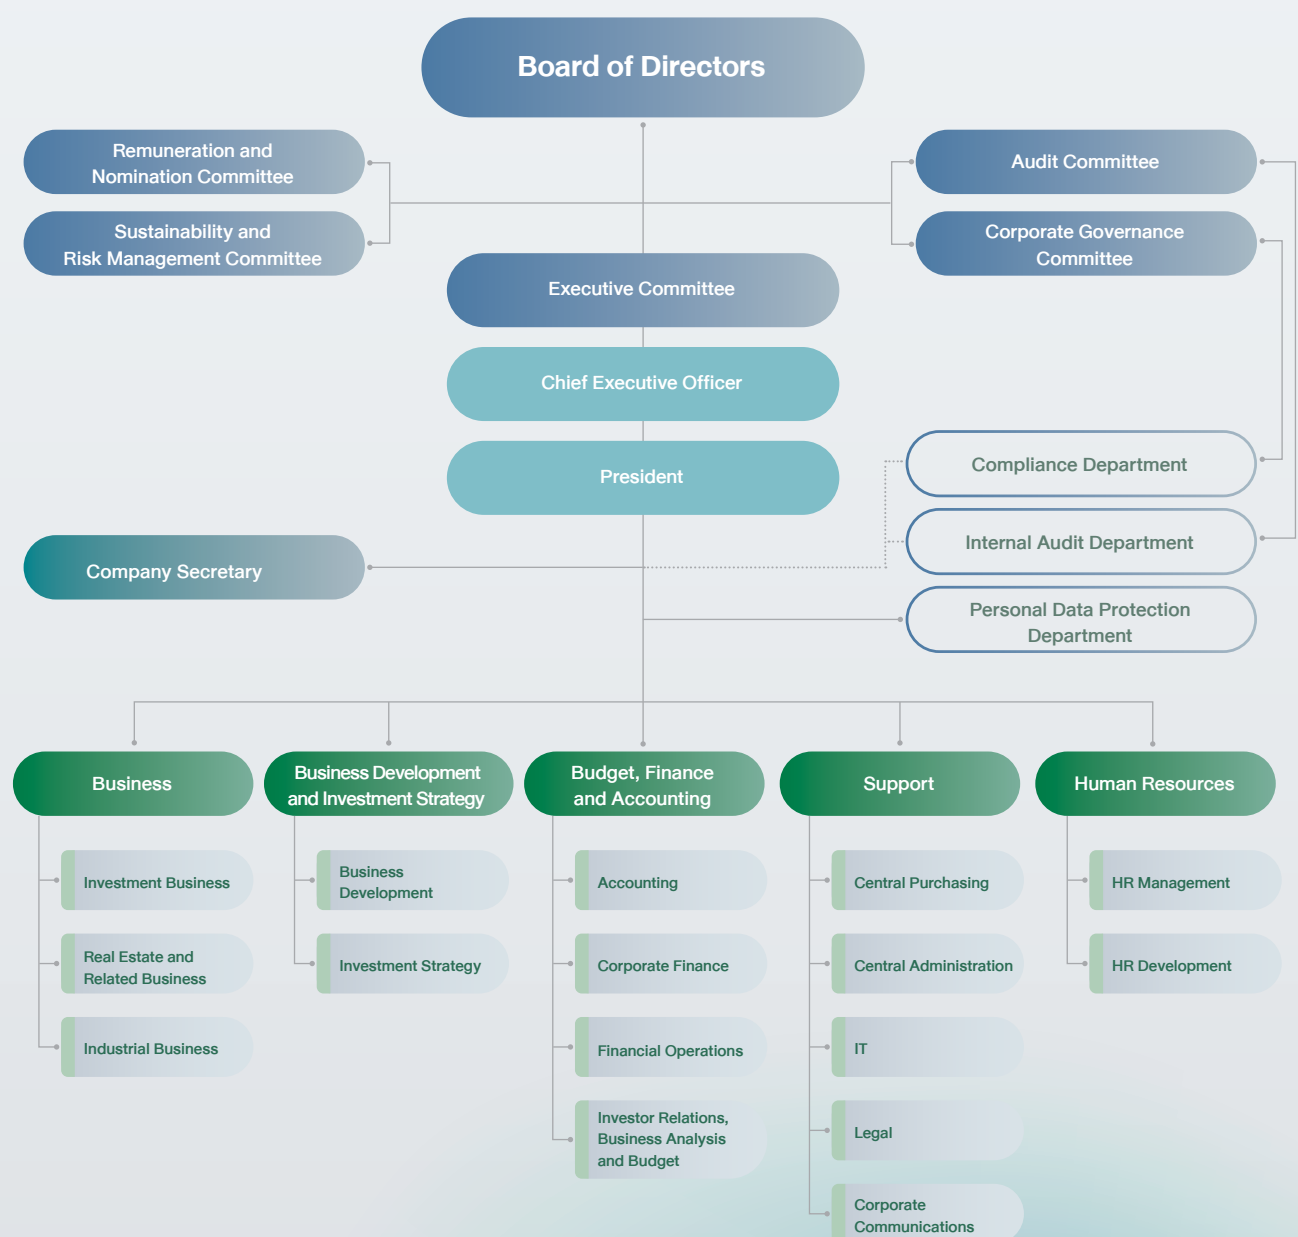 Board of Directors
Remuneration and
Nomination Committee
Audit Committee
Sustainability and
Risk Management Committee
Corporate Governance
Committee
Executive Committee
Chief Executive Officer
President
Compliance Department
Internal Audit Department
Company Secretary
Personal Data Protection
Department
Business
Investment Business
Real Estate and
Related Business
Industrial Business
Business Development
and Investment Strategy
Business
Development
Investment Strategy
Budget, Finance
and Accounting
Accounting
Corporate Finance
Financial Operations
Investor Relations,
Business Analysis
and Budget
Support
Central Purchasing
Central Administration
IT
Legal
Corporate
Communications
Human Resources
HR Management
HR Development